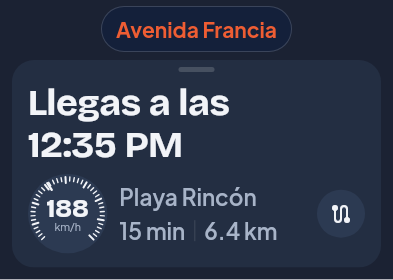 Avenida Francia
Llegas a las
12:35 PM
188
km/h
Playa Rincón
15 min
6.4 km